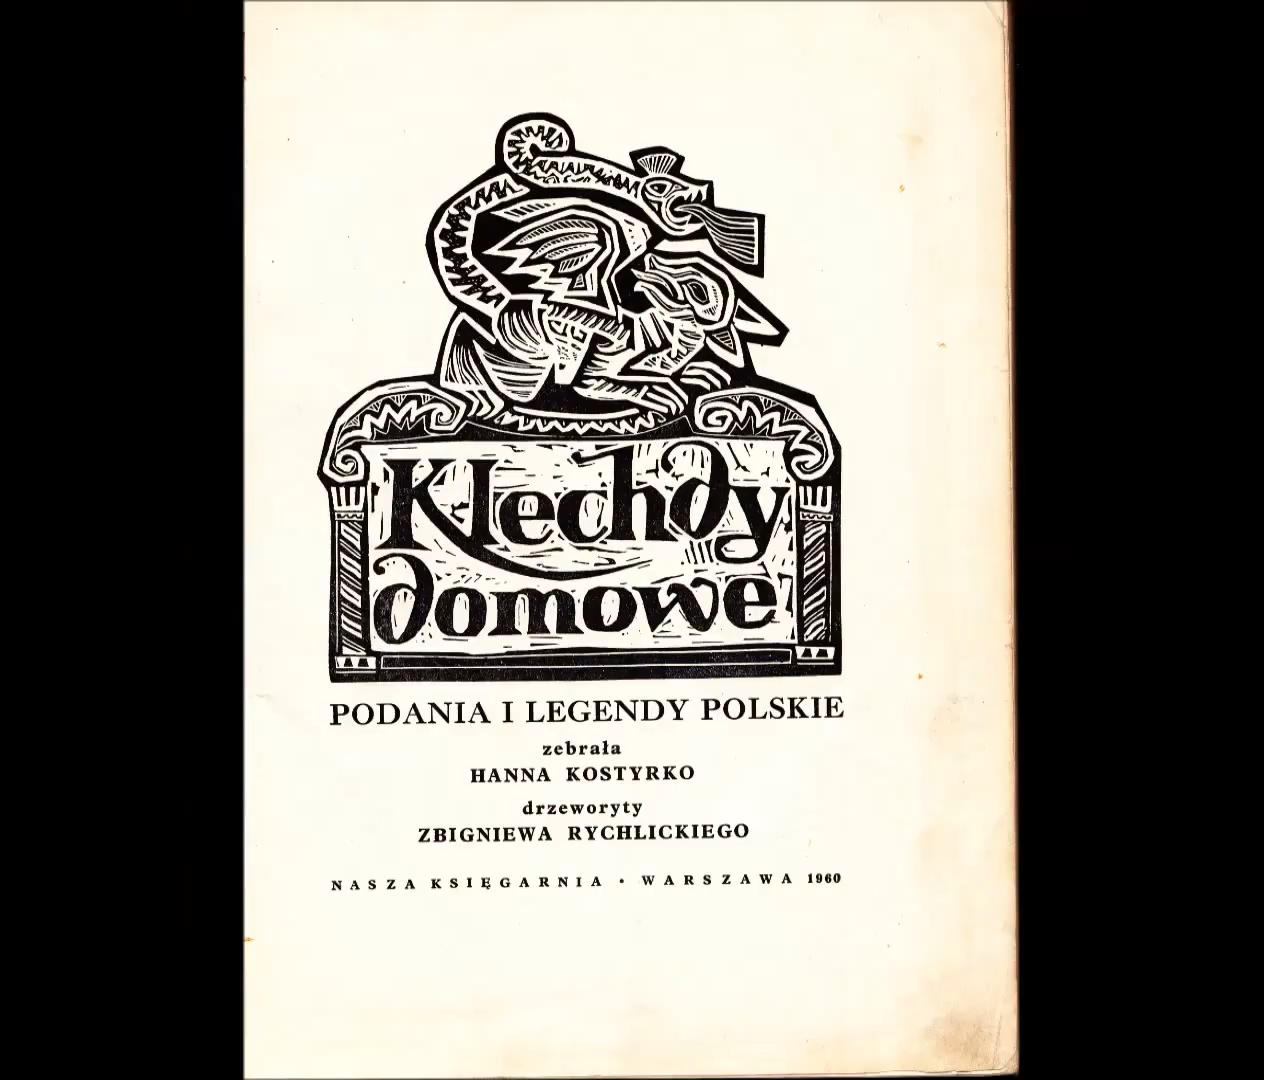 Klechdy
domowe
PODANIA I LEGENDY POLSKIE
zebrała
HANNA KOSTYRKO
drzeworyty
ZBIGNIEWA RYCHLICKIEGO
NASZA KSIĘGARNIA • WARSZAWA 1960